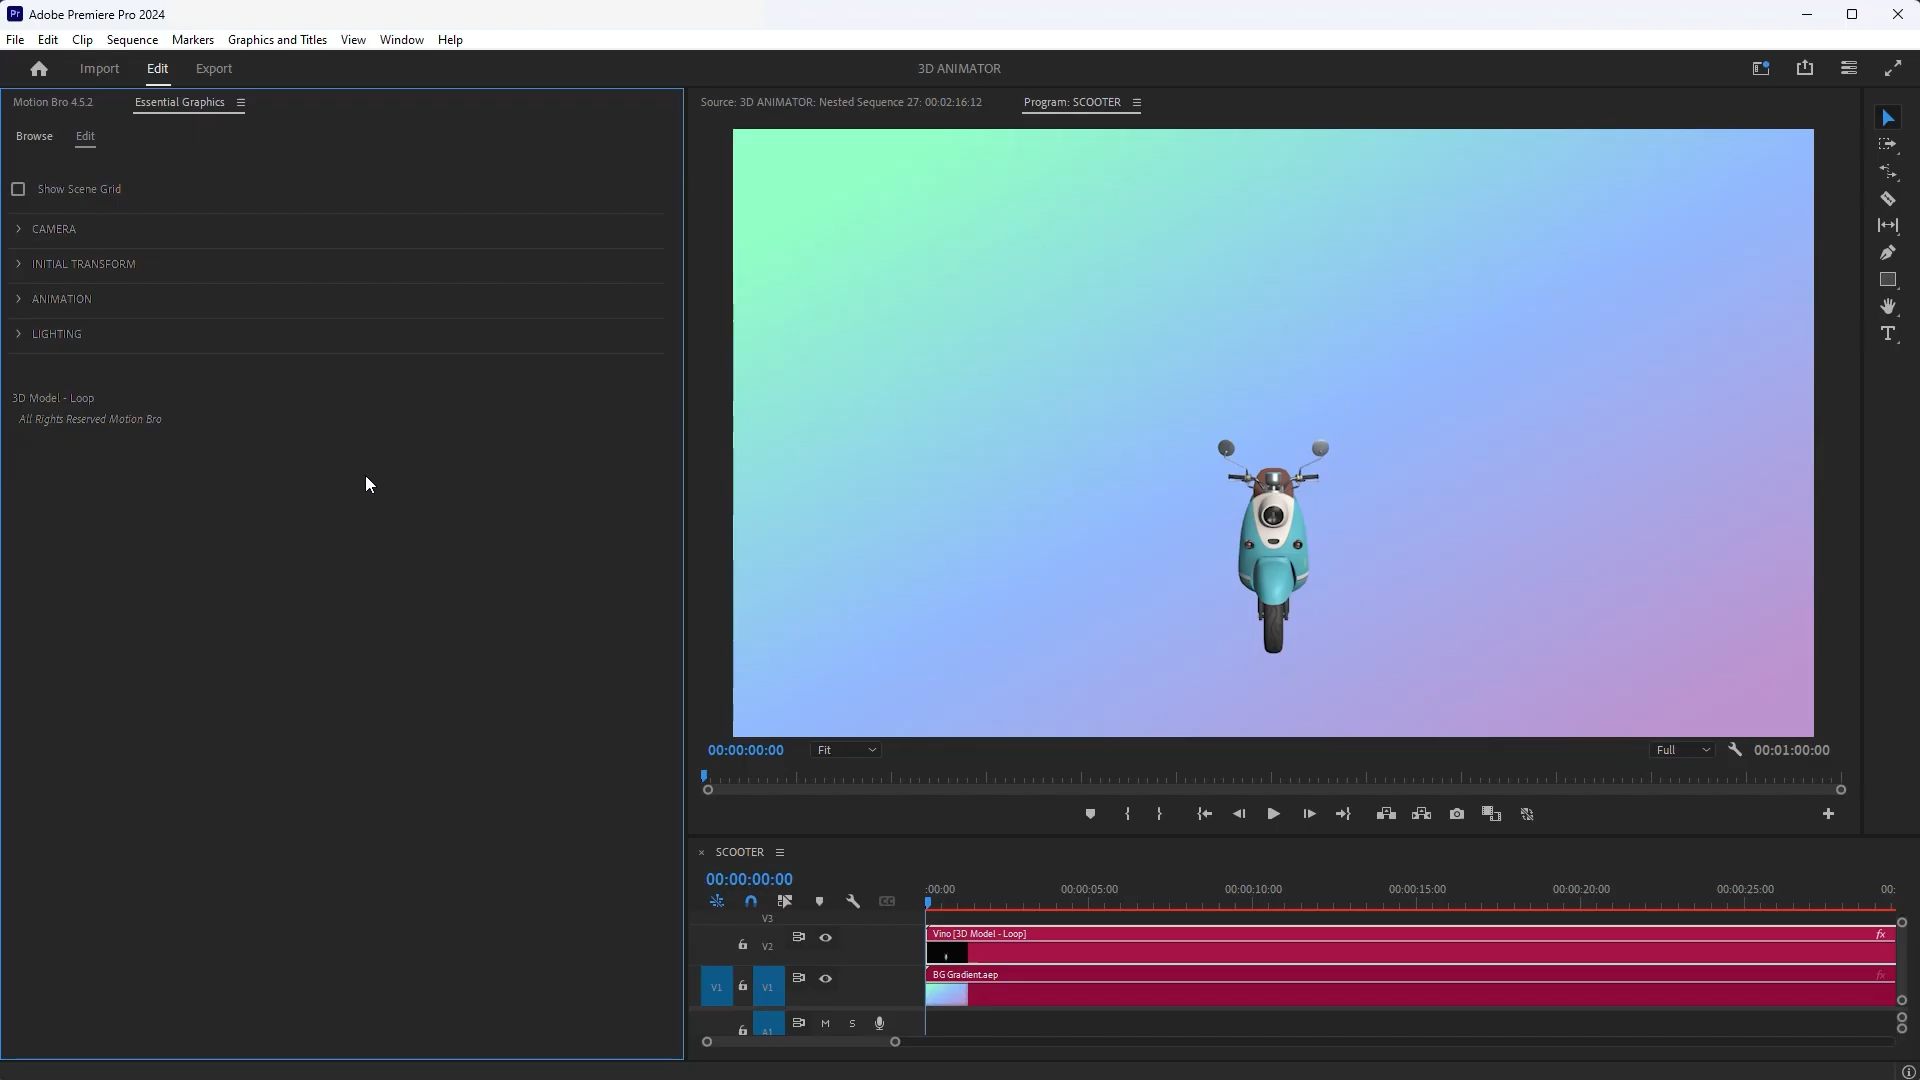 Pr Adobe Premiere Pro 2024
File Edit Clip Sequence Markers Graphics and Titles View Window Help
Import Edit Export 3D ANIMATOR
Motion Bro 4.5.2 Essential Graphics Source: 3D ANIMATOR: Nested Sequence 27: 00:02:16:12 Program: SCOOTER
Browse Edit
Show Scene Grid
CAMERA
INITIAL TRANSFORM
ANIMATION
LIGHTING
3D Model - Loop
All Rights Reserved Motion Bro
00:00:00:00 Fit Full 00:01:00:00
× SCOOTER
00:00:00:00
:00:00 00:00:05:00 00:00:10:00 00:00:15:00 00:00:20:00 00:00:25:00 00:
V3
V2 Vino [3D Model - Loop] fx
V1 V1 BG Gradient.aep fx
A1 M S